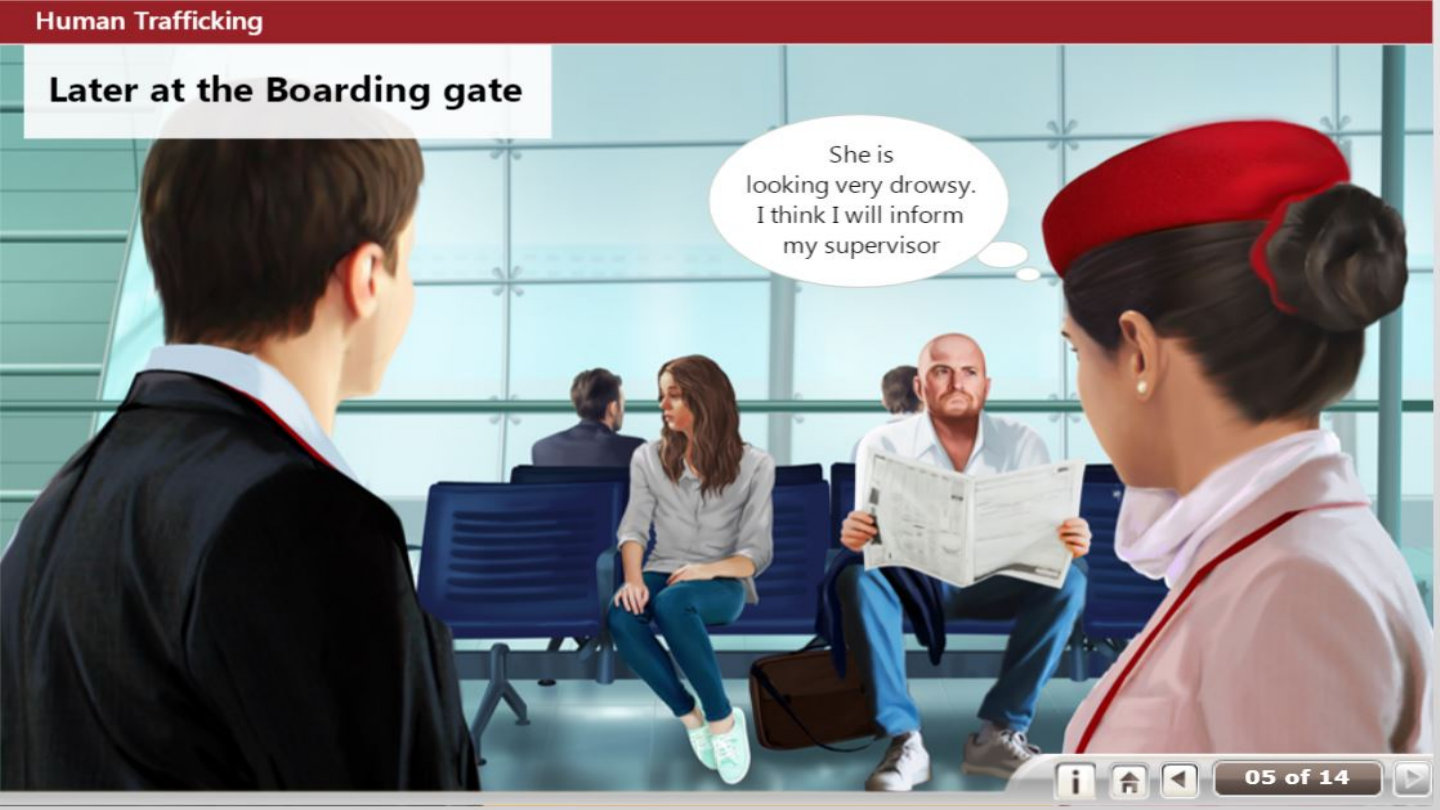 Human Trafficking
Later at the Boarding gate
She is
looking very drowsy.
I think I will inform
my supervisor
i
05 of 14